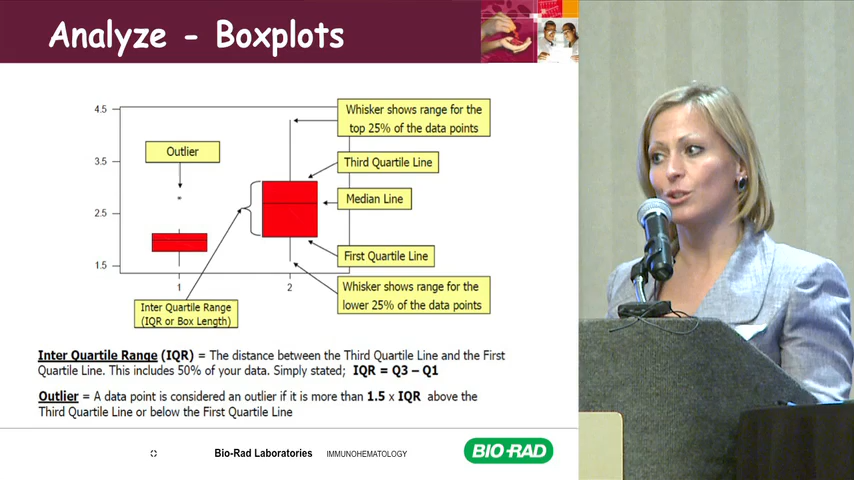 Analyze - Boxplots
4.5
3.5
2.5
1.5
1
2
Outlier
Whisker shows range for the
top 25% of the data points
Third Quartile Line
Median Line
First Quartile Line
Whisker shows range for the
lower 25% of the data points
Inter Quartile Range
(IQR or Box Length)
Inter Quartile Range (IQR) = The distance between the Third Quartile Line and the First
Quartile Line. This includes 50% of your data. Simply stated; IQR = Q3 – Q1
Outlier = A data point is considered an outlier if it is more than 1.5 x IQR above the
Third Quartile Line or below the First Quartile Line
Bio-Rad Laboratories IMMUNOHEMATOLOGY
BIO-RAD